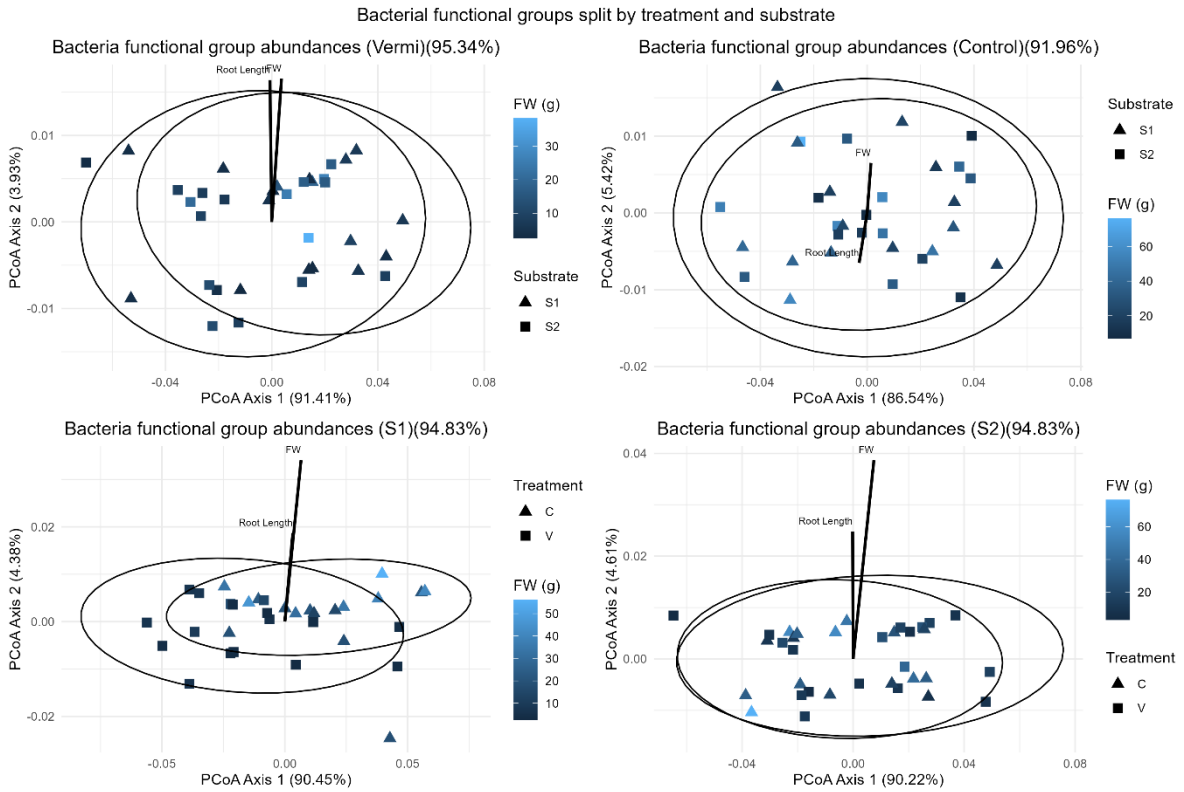 Bacterial functional groups split by treatment and substrate
Bacteria functional group abundances (Vermi)(95.34%)
Root Length
FW
0.01
0.00
-0.01
PCoA Axis 2 (3.93%)
-0.04
0.00
0.04
0.08
PCoA Axis 1 (91.41%)
FW (g)
30
20
10
Substrate
S1
S2
Bacteria functional group abundances (Control)(91.96%)
FW
Root Length
0.01
0.00
-0.01
-0.02
PCoA Axis 2 (5.42%)
-0.04
0.00
0.04
0.08
PCoA Axis 1 (86.54%)
Substrate
S1
S2
FW (g)
60
40
20
Bacteria functional group abundances (S1)(94.83%)
FW
Root Length
0.02
0.00
-0.02
PCoA Axis 2 (4.38%)
-0.05
0.00
0.05
PCoA Axis 1 (90.45%)
Treatment
C
V
FW (g)
50
40
30
20
10
Bacteria functional group abundances (S2)(94.83%)
FW
Root Length
0.04
0.02
0.00
PCoA Axis 2 (4.61%)
-0.04
0.00
0.04
0.08
PCoA Axis 1 (90.22%)
FW (g)
60
40
20
Treatment
C
V